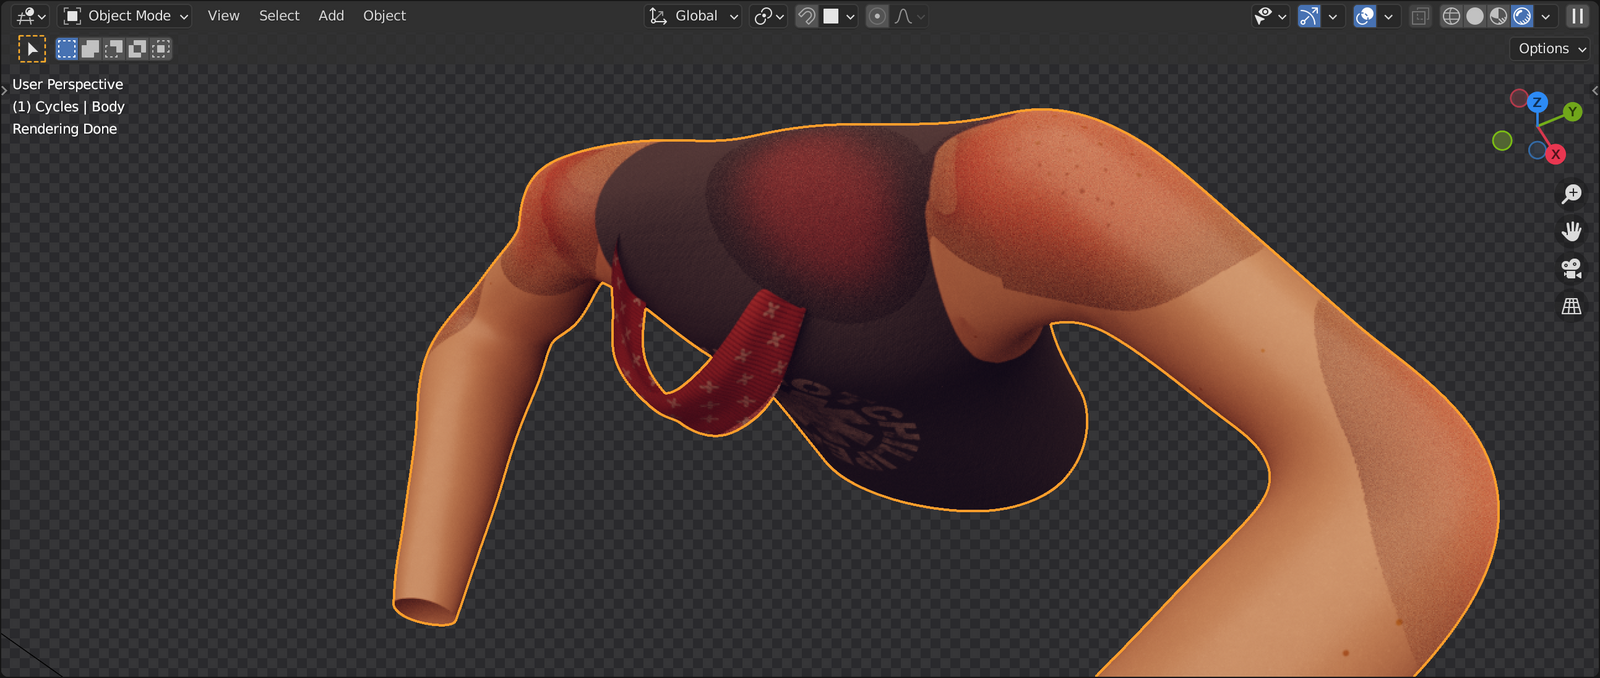 Object Mode View Select Add Object Global
Options
User Perspective
(1) Cycles | Body
Rendering Done
Z
Y
X